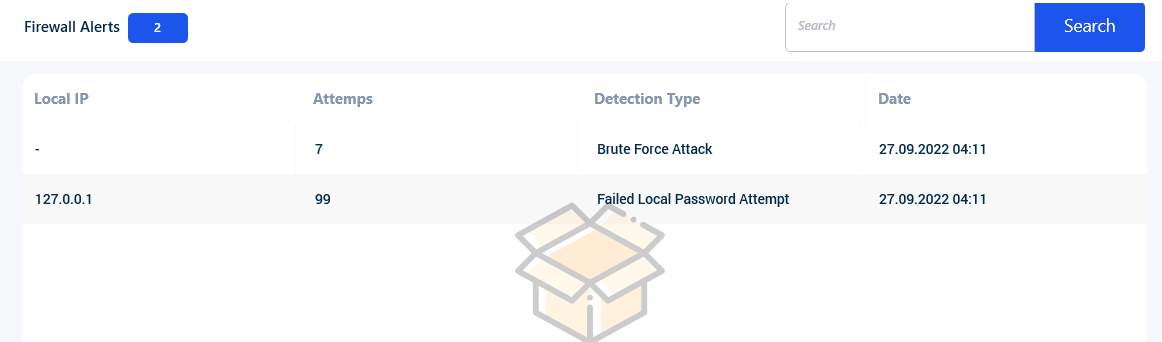 Firewall Alerts 2 Search Search
Local IP Attemps Detection Type Date
- 7 Brute Force Attack 27.09.2022 04:11
127.0.0.1 99 Failed Local Password Attempt 27.09.2022 04:11